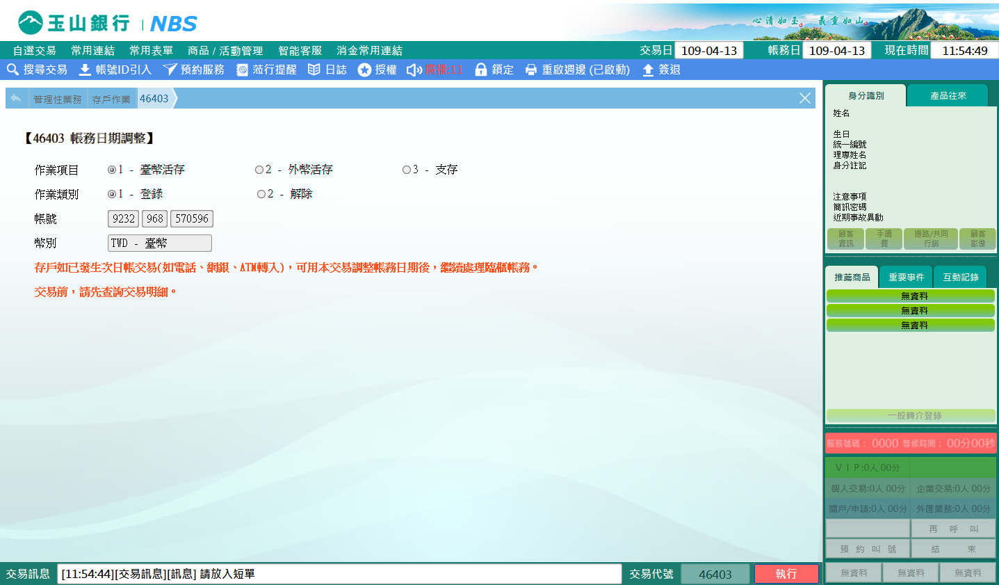 玉山銀行 | NBS
心清如玉。義重如山。
自選交易 常用連結 常用表單 商品/活動管理 智能客服 消金常用連結 交易日 109-04-13 帳務日 109-04-13 現在時間 11:54:49
搜尋交易 帳號ID引入 預約服務 蒞行提醒 日誌 授權 廣播:11 鎖定 重啟週邊 (已啟動) 簽退
管理性業務 存戶作業 46403
【46403 帳務日期調整】
作業項目 1 - 臺幣活存 2 - 外幣活存 3 - 支存
作業類別 1 - 登錄 2 - 解除
帳號 9232 968 570596
幣別 TWD - 臺幣
存戶如已發生次日帳交易(如電話、網銀、ATM轉入)，可用本交易調整帳務日期後，繼續處理臨櫃帳務。
交易前，請先查詢交易明細。
身分識別 產品往來
姓名
生日
統一編號
理專姓名
身分註記
注意事項
簡訊密碼
近期事故異動
顧客資訊 手續費 通路/共同行銷 顧客影像
推薦商品 重要事件 互動記錄
無資料
無資料
無資料
一般轉介登錄
服務號碼： 0000 等候時間： 00分00秒
ＶＩＰ:0人 00分
個人交易:0人 00分 企業交易:0人 00分
開戶/申請:0人 00分 外匯業務:0人 00分
再 呼 叫
預 約 叫 號 結 束
無資料 無資料 無資料
交易訊息 [11:54:44][交易訊息][訊息] 請放入短單 交易代號 46403 執行